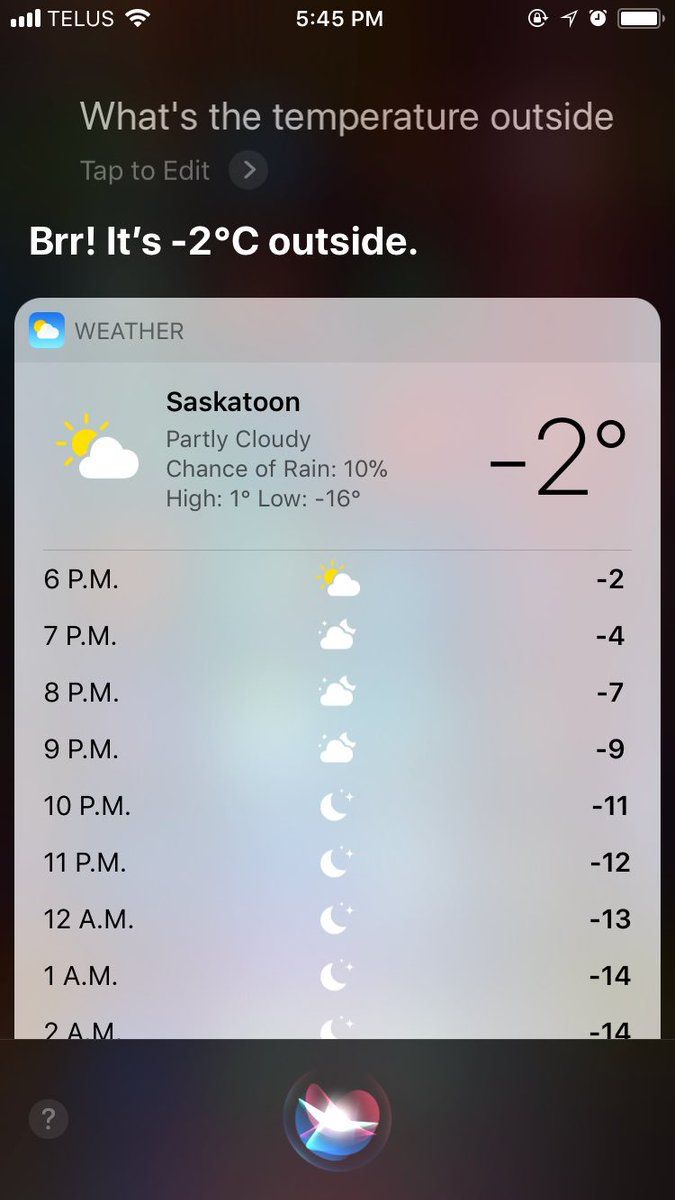 TELUS 5:45 PM
What's the temperature outside
Tap to Edit
Brr! It’s -2°C outside.
WEATHER
Saskatoon
Partly Cloudy
Chance of Rain: 10%
High: 1° Low: -16°
-2°
6 P.M. -2
7 P.M. -4
8 P.M. -7
9 P.M. -9
10 P.M. -11
11 P.M. -12
12 A.M. -13
1 A.M. -14
2 A.M. -14
?